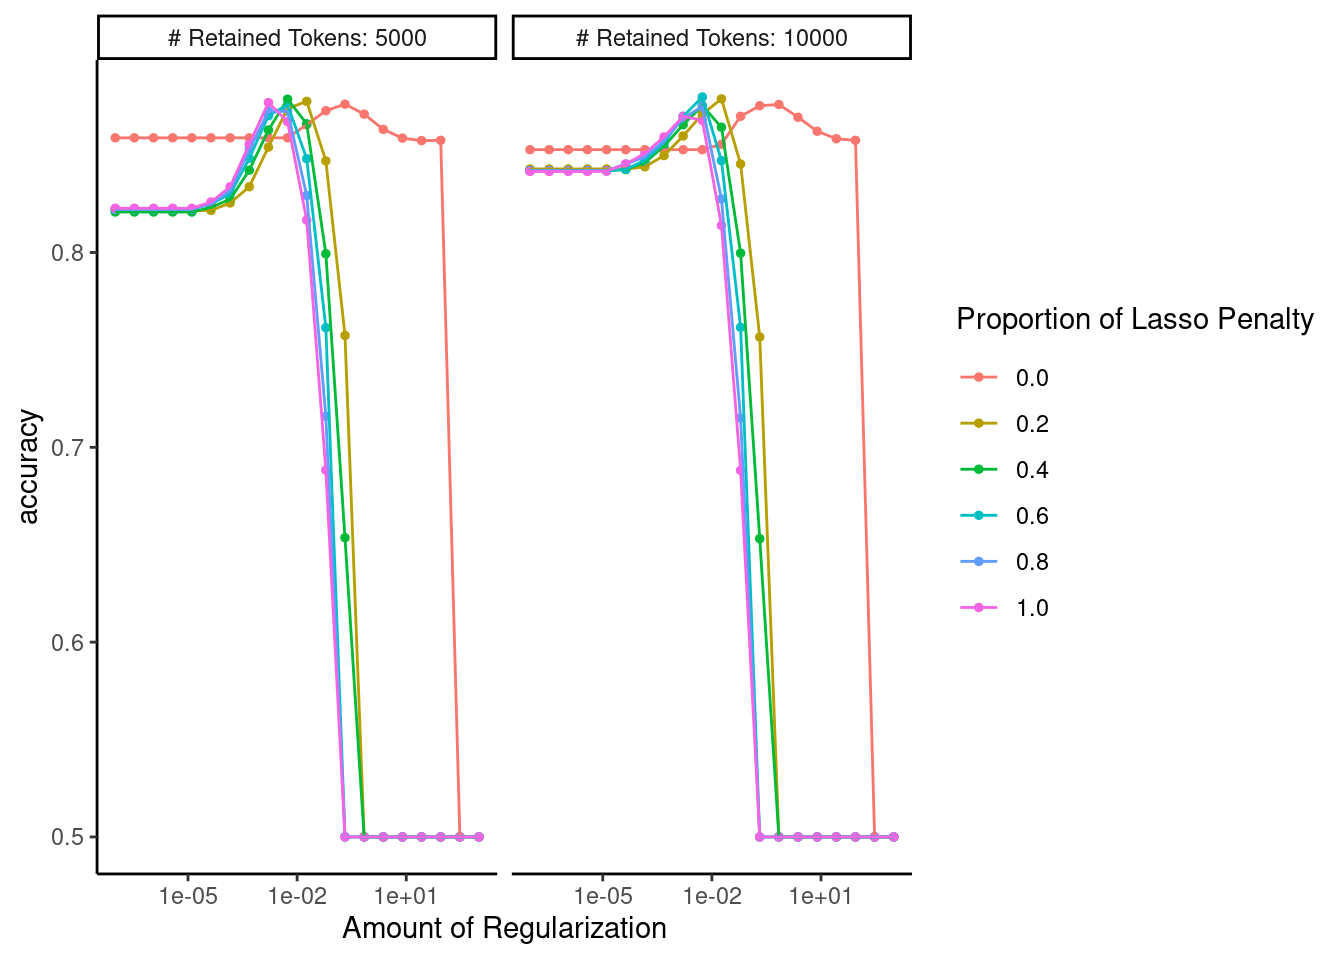 # Retained Tokens: 5000
# Retained Tokens: 10000
accuracy
0.8
0.7
0.6
0.5
1e-05
1e-02
1e+01
1e-05
1e-02
1e+01
Amount of Regularization
Proportion of Lasso Penalty
0.0
0.2
0.4
0.6
0.8
1.0